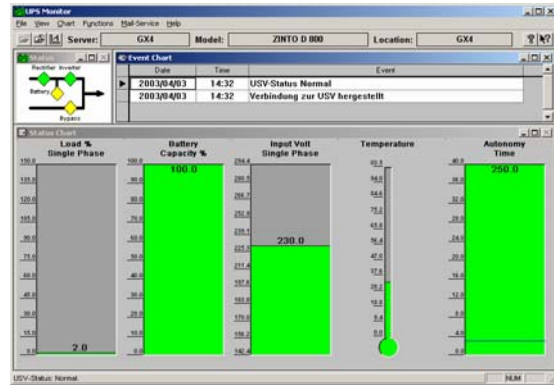 UPS Monitor
File View Chart Functions Mail-Service Help
Server: GX4 Model: ZINTO D 800 Location: GX4
Status
Rectifier Inverter
Battery
Bypass
Event Chart
Date Time Event
2003/04/03 14:32 USV-Status Normal
2003/04/03 14:32 Verbindung zur USV hergestellt
Status Chart
Load % Single Phase
150.0
135.0
120.0
105.0
90.0
75.0
60.0
45.0
30.0
15.0
0.0
2.0
Battery Capacity %
100.0
90.0
80.0
70.0
60.0
50.0
40.0
30.0
20.0
10.0
0.0
100.0
Input Volt Single Phase
230.0
Temperature
Autonomy Time
40.0
36.0
32.0
28.0
24.0
20.0
16.0
12.0
8.0
4.0
0.0
250.0
USV-Status: Normal.
NUM